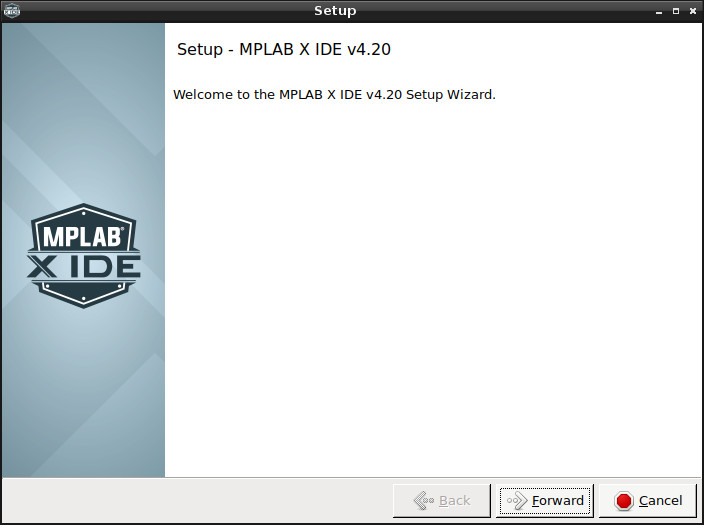 Setup
Setup - MPLAB X IDE v4.20
Welcome to the MPLAB X IDE v4.20 Setup Wizard.
MPLAB®
X IDE
Back
Forward
Cancel